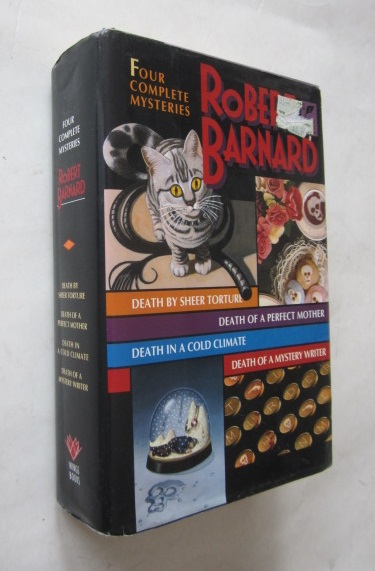 FOUR
COMPLETE
MYSTERIES
ROBERT
BARNARD
DEATH BY
SHEER TORTURE
DEATH OF A
PERFECT MOTHER
DEATH IN
A COLD CLIMATE
DEATH OF A
MYSTERY WRITER
WINGS
BOOKS
FOUR
COMPLETE
MYSTERIES
ROBERT
BARNARD
DEATH BY SHEER TORTURE
DEATH OF A PERFECT MOTHER
DEATH IN A COLD CLIMATE
DEATH OF A MYSTERY WRITER